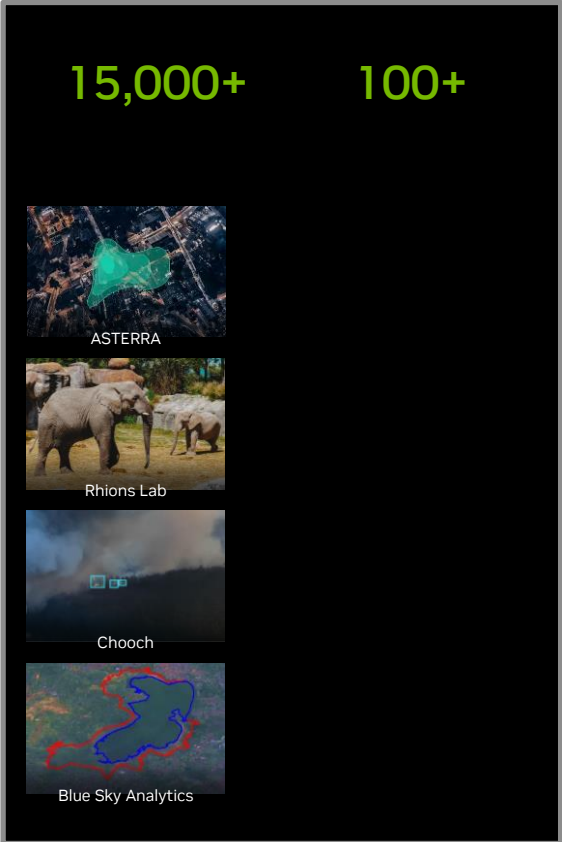 15,000+ 100+
ASTERRA
Rhions Lab
Chooch
Blue Sky Analytics